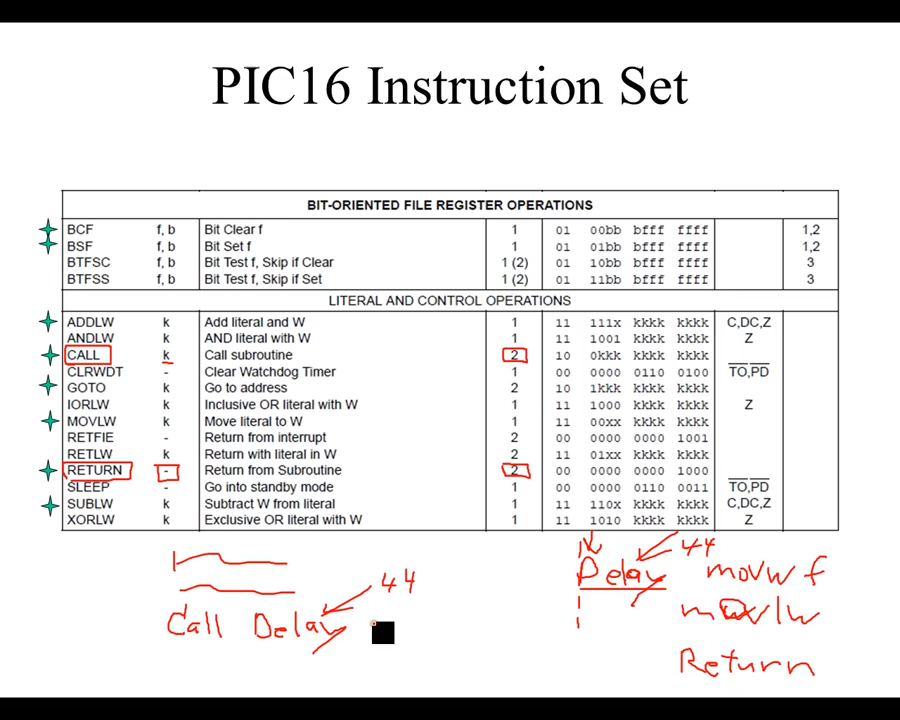 PIC16 Instruction Set
BIT-ORIENTED FILE REGISTER OPERATIONS
BCF f, b Bit Clear f 1 01 00bb bfff ffff 1,2
BSF f, b Bit Set f 1 01 01bb bfff ffff 1,2
BTFSC f, b Bit Test f, Skip if Clear 1 (2) 01 10bb bfff ffff 3
BTFSS f, b Bit Test f, Skip if Set 1 (2) 01 11bb bfff ffff 3
LITERAL AND CONTROL OPERATIONS
ADDLW k Add literal and W 1 11 111x kkkk kkkk C,DC,Z
ANDLW k AND literal with W 1 11 1001 kkkk kkkk Z
CALL k Call subroutine 2 10 0kkk kkkk kkkk
CLRWDT - Clear Watchdog Timer 1 00 0000 0110 0100 TO,PD
GOTO k Go to address 2 10 1kkk kkkk kkkk
IORLW k Inclusive OR literal with W 1 11 1000 kkkk kkkk Z
MOVLW k Move literal to W 1 11 00xx kkkk kkkk
RETFIE - Return from interrupt 2 00 0000 0000 1001
RETLW k Return with literal in W 2 11 01xx kkkk kkkk
RETURN - Return from Subroutine 2 00 0000 0000 1000
SLEEP - Go into standby mode 1 00 0000 0110 0011 TO,PD
SUBLW k Subtract W from literal 1 11 110x kkkk kkkk C,DC,Z
XORLW k Exclusive OR literal with W 1 11 1010 kkkk kkkk Z
44
Delay movwf
44
Call Delay movlw
Return